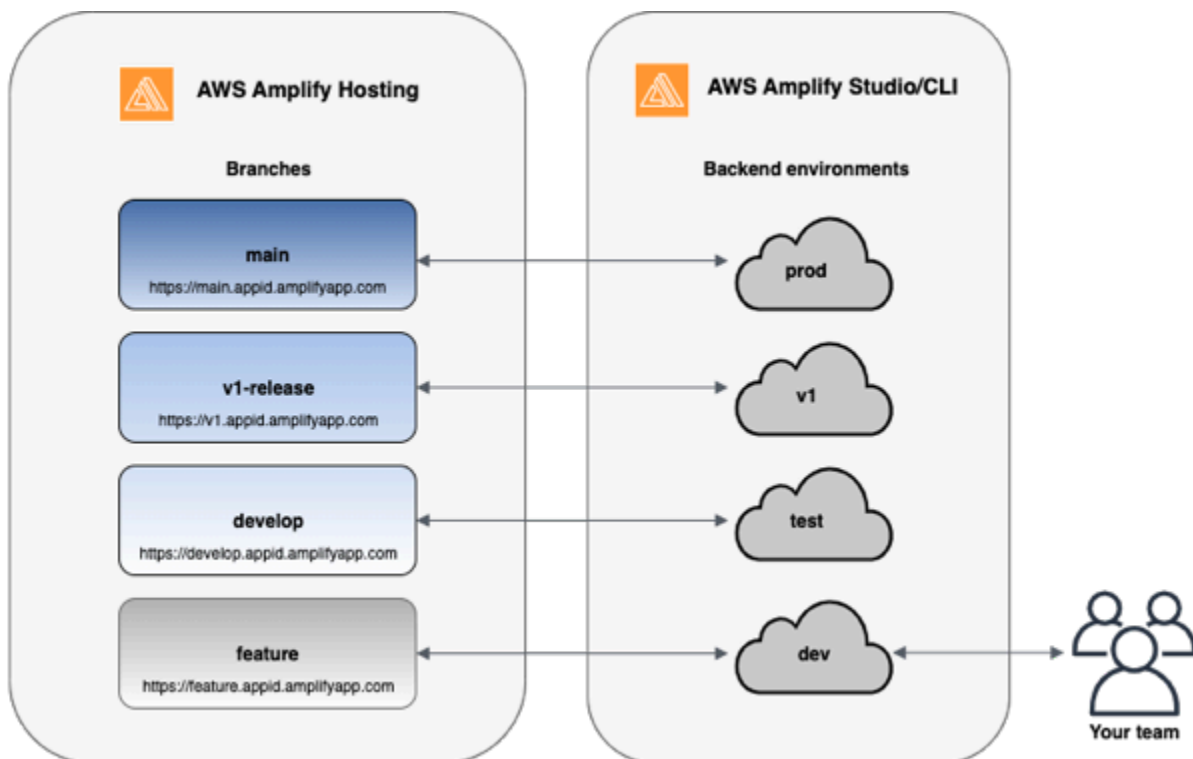 AWS Amplify Hosting
Branches
main
https://main.appid.amplifyapp.com
v1-release
https://v1.appid.amplifyapp.com
develop
https://develop.appid.amplifyapp.com
feature
https://feature.appid.amplifyapp.com
AWS Amplify Studio/CLI
Backend environments
prod
v1
test
dev
Your team